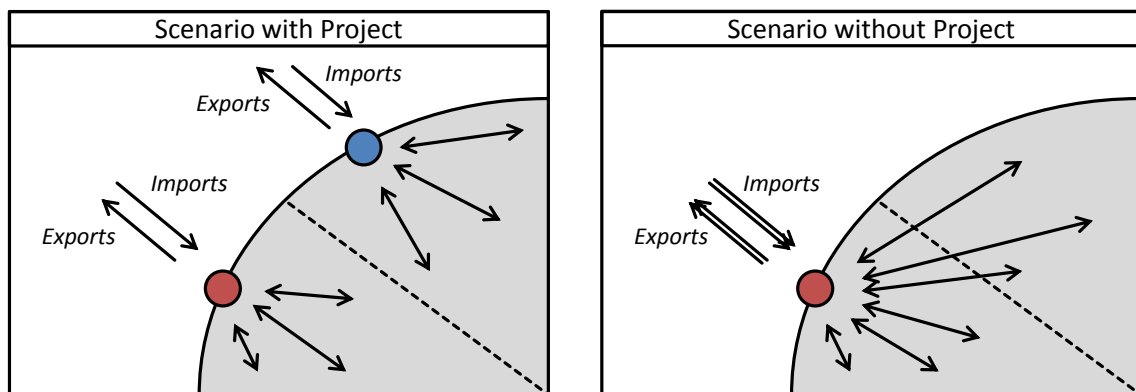 Scenario with Project
Imports
Exports
Imports
Exports
Scenario without Project
Imports
Exports